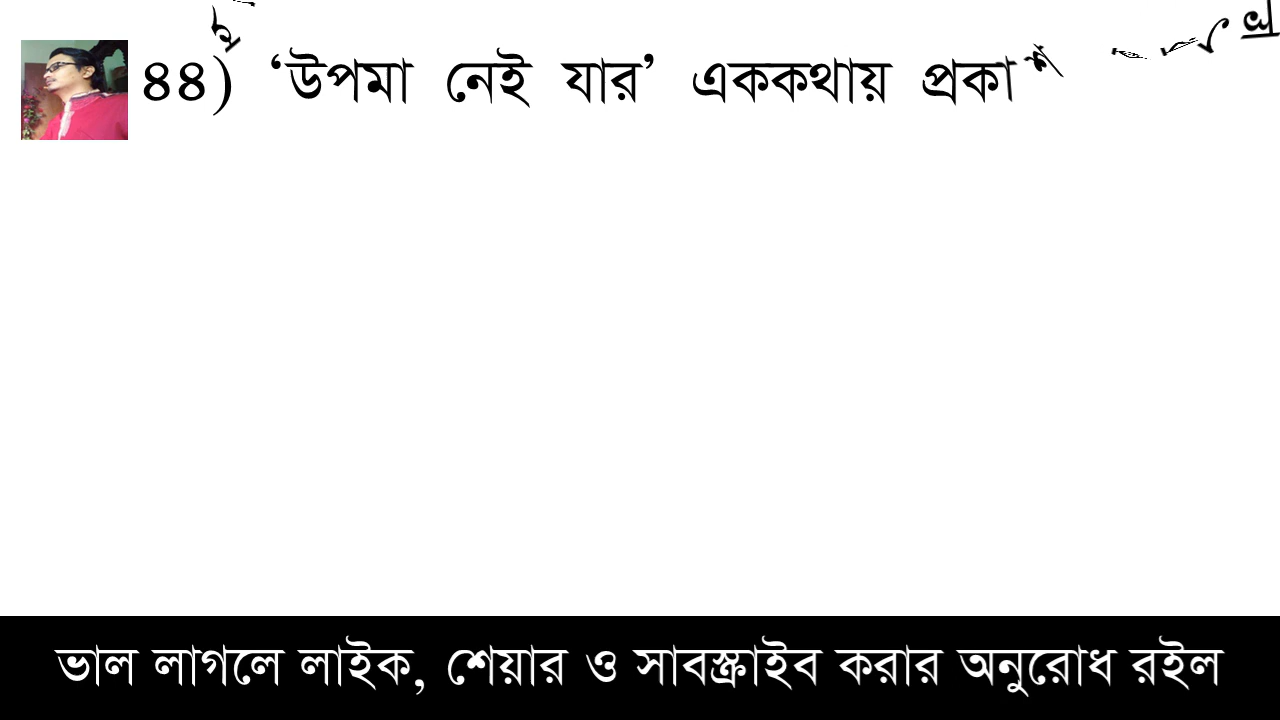 ৪৪) ‘উপমা নেই যার’ এককথায় প্রকাশ
ভাল লাগলে লাইক, শেয়ার ও সাবস্ক্রাইব করার অনুরোধ রইল